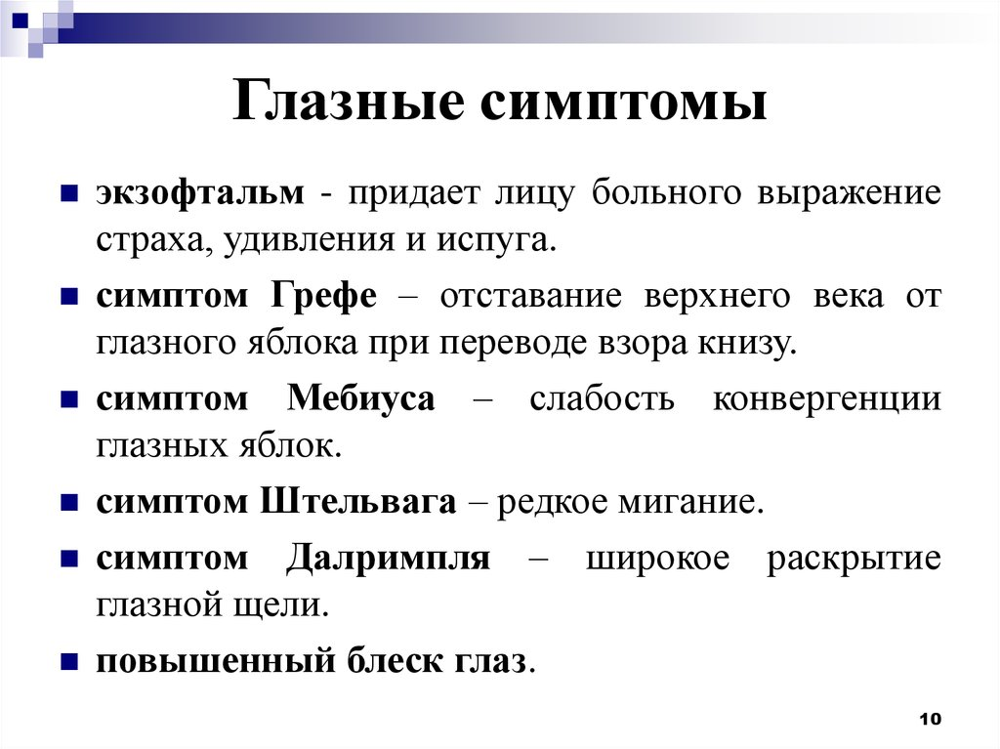 Глазные симптомы
экзофтальм - придает лицу больного выражение
страха, удивления и испуга.
симптом Грефе – отставание верхнего века от
глазного яблока при переводе взора книзу.
симптом Мебиуса – слабость конвергенции
глазных яблок.
симптом Штельвага – редкое мигание.
симптом Далримпля – широкое раскрытие
глазной щели.
повышенный блеск глаз.
10